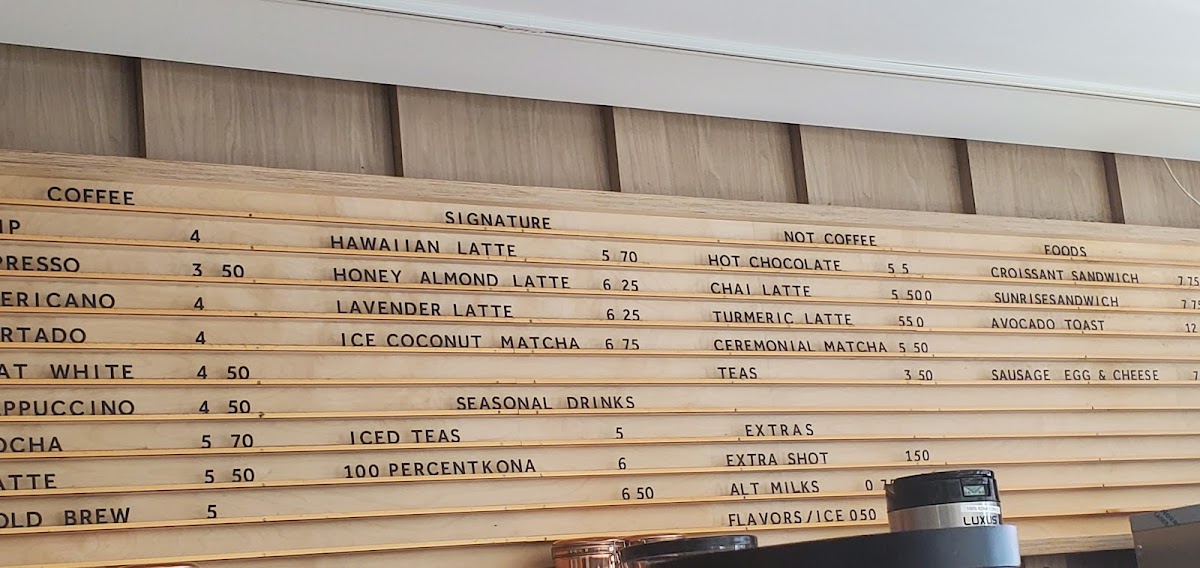 COFFEE
IP 4
PRESSO 3 50
ERICANO 4
RTADO 4
AT WHITE 4 50
APPUCCINO 4 50
OCHA 5 70
ATTE 5 50
OLD BREW 5
SIGNATURE
HAWAIIAN LATTE 5 70
HONEY ALMOND LATTE 6 25
LAVENDER LATTE 6 25
ICE COCONUT MATCHA 6 75
SEASONAL DRINKS
ICED TEAS 5
100 PERCENTKONA 6
6 50
NOT COFFEE
HOT CHOCOLATE 5 5
CHAI LATTE 5 500
TURMERIC LATTE 55 0
CEREMONIAL MATCHA 5 50
TEAS 3 50
EXTRAS
EXTRA SHOT 150
ALT MILKS 0 7
FLAVORS/ICE 050
FOODS
CROISSANT SANDWICH 7 75
SUNRISESANDWICH 7 7
AVOCADO TOAST 12
SAUSAGE EGG & CHEESE 7
LUXUS